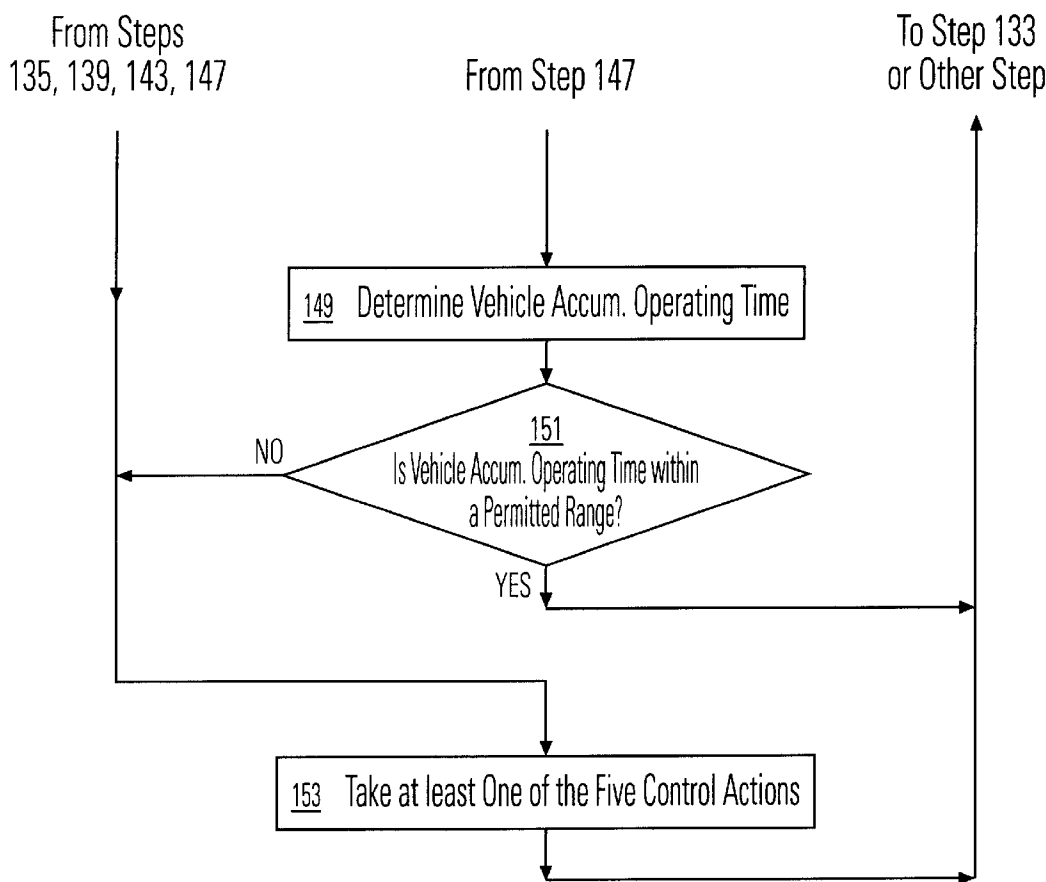 From Steps
135, 139, 143, 147
From Step 147
To Step 133
or Other Step
149 Determine Vehicle Accum. Operating Time
151
Is Vehicle Accum. Operating Time within
a Permitted Range?
NO
YES
153 Take at least One of the Five Control Actions